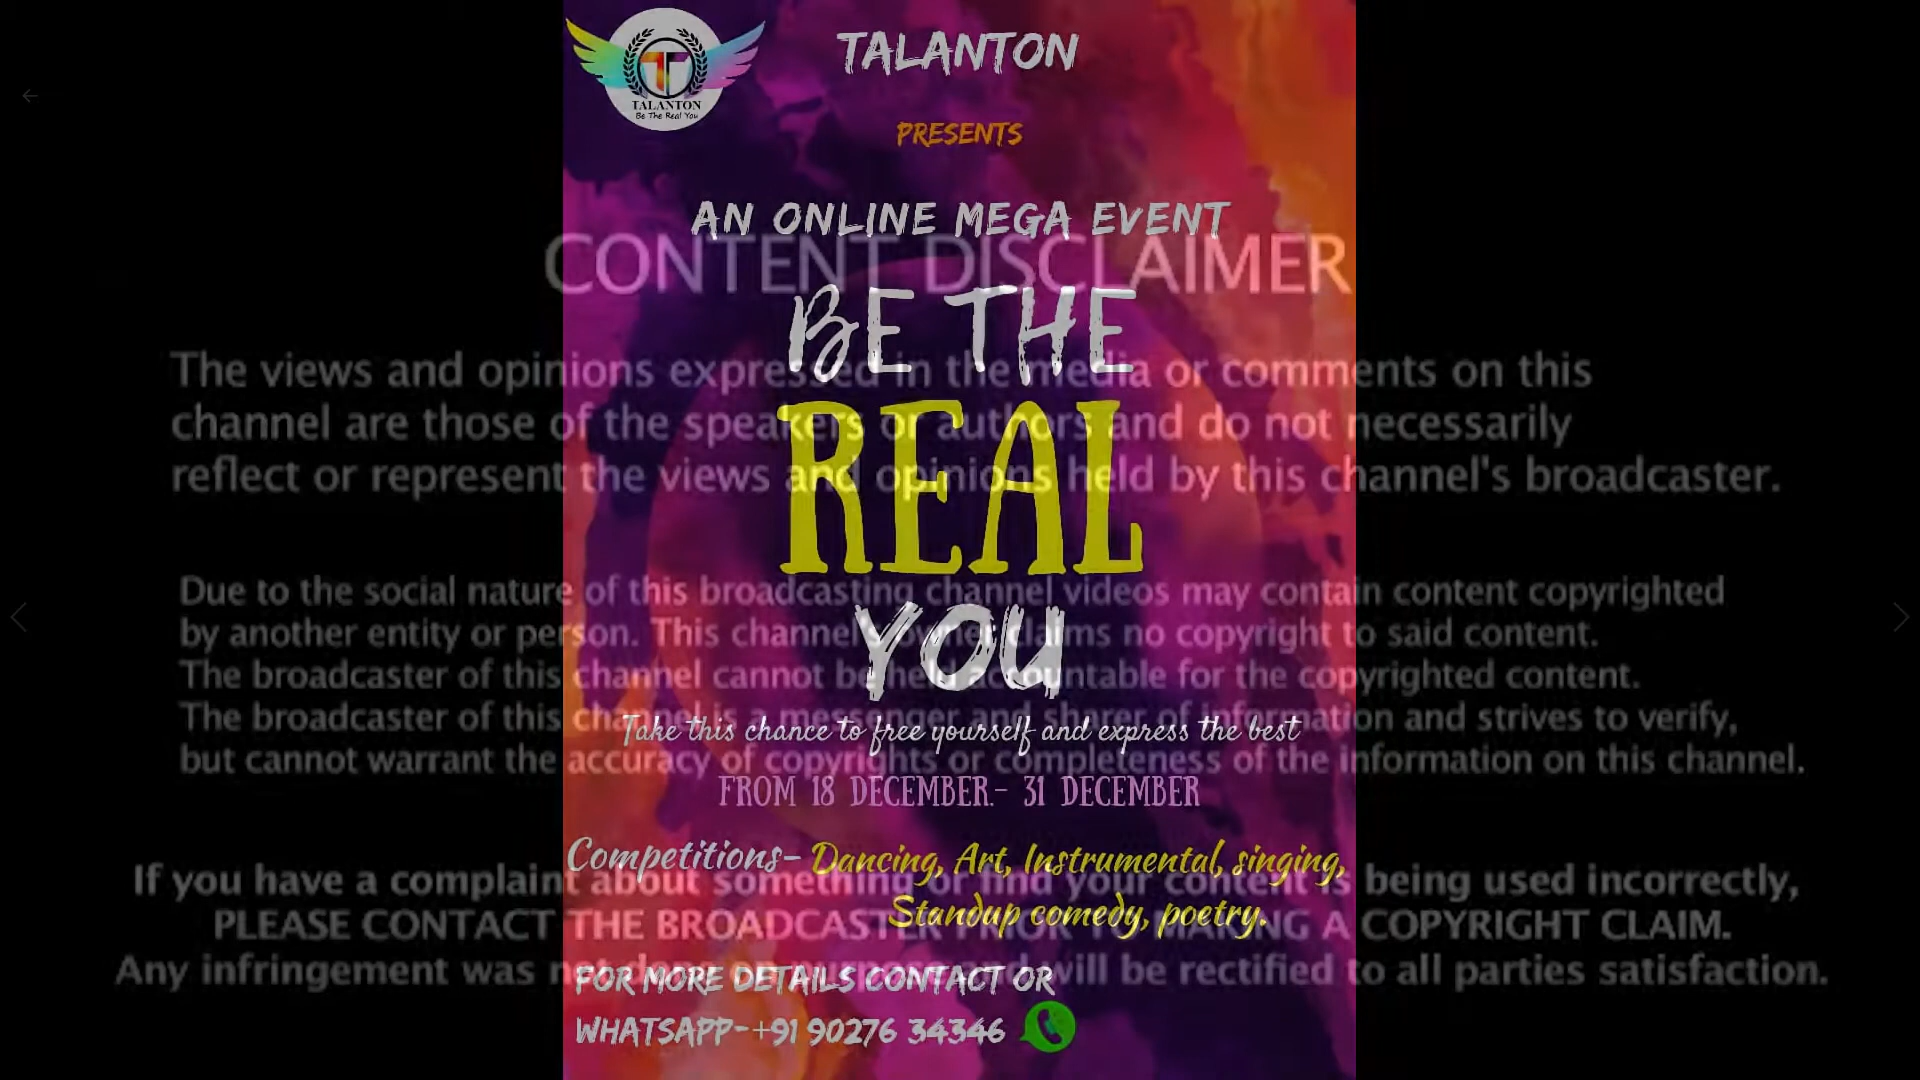 TALANTON
Be The Real You
TALANTON
PRESENTS
AN ONLINE MEGA EVENT
BE THE
REAL
YOU
Take this chance to free yourself and express the best
FROM 18 DECEMBER.- 31 DECEMBER
Competitions- Dancing, Art, Instrumental, singing,
Standup comedy, poetry.
FOR MORE DETAILS CONTACT OR
WHATSAPP-+91 90276 34346
CONTENT DISCLAIMER
The views and opinions expressed in the media or comments on this
channel are those of the speakers or authors and do not necessarily
reflect or represent the views and opinions held by this channel's broadcaster.
Due to the social nature of this broadcasting channel videos may contain content copyrighted
by another entity or person. This channel's owner claims no copyright to said content.
The broadcaster of this channel cannot be held accountable for the copyrighted content.
The broadcaster of this channel is a messenger and sharer of information and strives to verify,
but cannot warrant the accuracy of copyrights or completeness of the information on this channel.
If you have a complaint about something or find your content is being used incorrectly,
PLEASE CONTACT THE BROADCASTER PRIOR TO MAKING A COPYRIGHT CLAIM.
Any infringement was not done on purpose and will be rectified to all parties satisfaction.